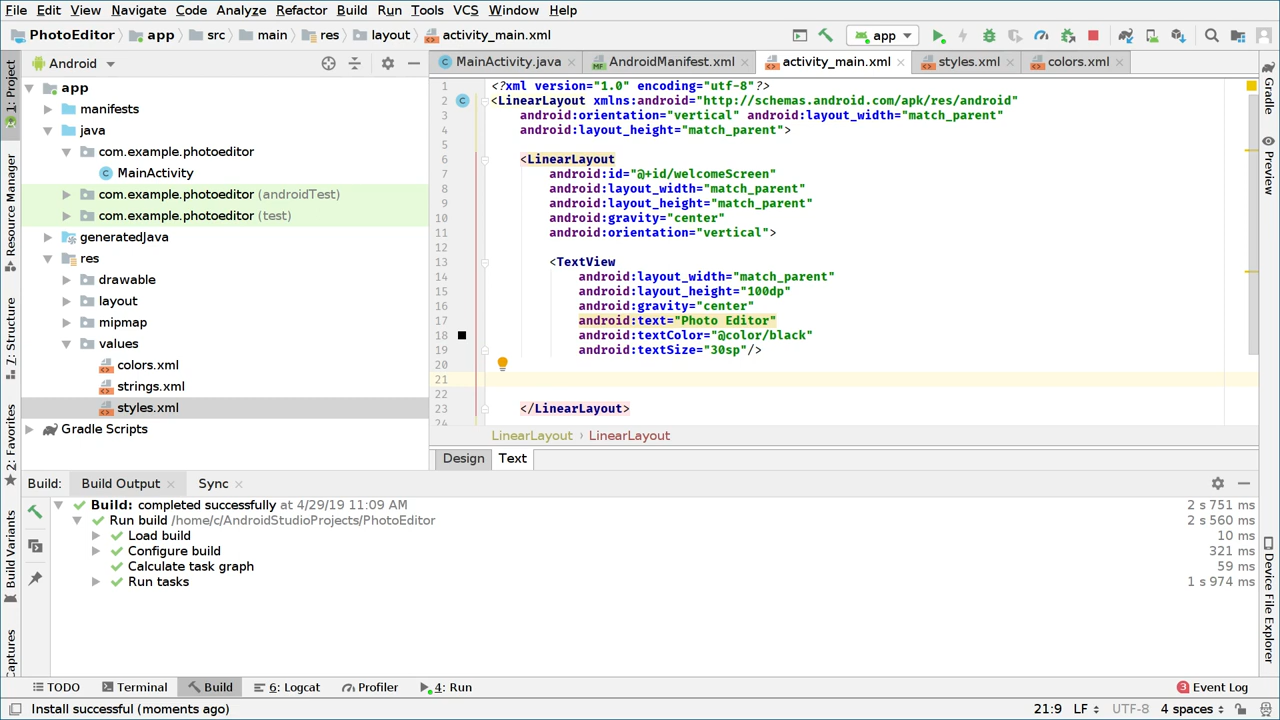 File Edit View Navigate Code Analyze Refactor Build Run Tools VCS Window Help
PhotoEditor app src main res layout activity_main.xml
app
Android
MainActivity.java AndroidManifest.xml activity_main.xml styles.xml colors.xml
1: Project
Resource Manager
7: Structure
2: Favorites
Build Variants
Captures
app
manifests
java
com.example.photoeditor
MainActivity
com.example.photoeditor (androidTest)
com.example.photoeditor (test)
generatedJava
res
drawable
layout
mipmap
values
colors.xml
strings.xml
styles.xml
Gradle Scripts
1 <?xml version="1.0" encoding="utf-8"?>
2 <LinearLayout xmlns:android="http://schemas.android.com/apk/res/android"
3 android:orientation="vertical" android:layout_width="match_parent"
4 android:layout_height="match_parent">
5
6 <LinearLayout
7 android:id="@+id/welcomeScreen"
8 android:layout_width="match_parent"
9 android:layout_height="match_parent"
10 android:gravity="center"
11 android:orientation="vertical">
12
13 <TextView
14 android:layout_width="match_parent"
15 android:layout_height="100dp"
16 android:gravity="center"
17 android:text="Photo Editor"
18 android:textColor="@color/black"
19 android:textSize="30sp"/>
20
21
22
23 </LinearLayout>
24
LinearLayout › LinearLayout
Design Text
Gradle
Preview
Device File Explorer
Build: Build Output Sync
Build: completed successfully at 4/29/19 11:09 AM 2 s 751 ms
Run build /home/c/AndroidStudioProjects/PhotoEditor 2 s 560 ms
Load build 10 ms
Configure build 321 ms
Calculate task graph 59 ms
Run tasks 1 s 974 ms
TODO Terminal Build 6: Logcat Profiler 4: Run 3 Event Log
Install successful (moments ago) 21:9 LF UTF-8 4 spaces